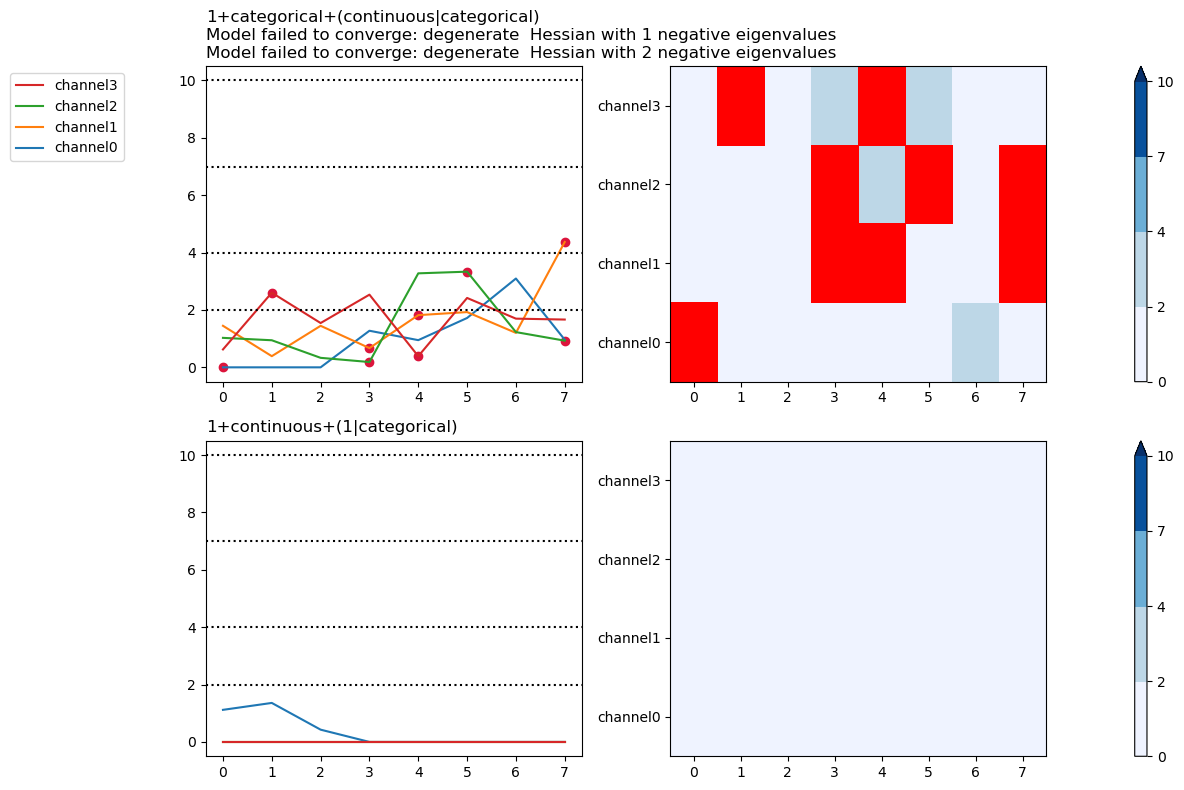 1+categorical+(continuous|categorical)
Model failed to converge: degenerate  Hessian with 1 negative eigenvalues
Model failed to converge: degenerate  Hessian with 2 negative eigenvalues
channel3
channel2
channel1
channel0
10
8
6
4
2
0
0 1 2 3 4 5 6 7
channel3
channel2
channel1
channel0
0 1 2 3 4 5 6 7
10
7
4
2
0
1+continuous+(1|categorical)
10
8
6
4
2
0
0 1 2 3 4 5 6 7
channel3
channel2
channel1
channel0
0 1 2 3 4 5 6 7
10
7
4
2
0